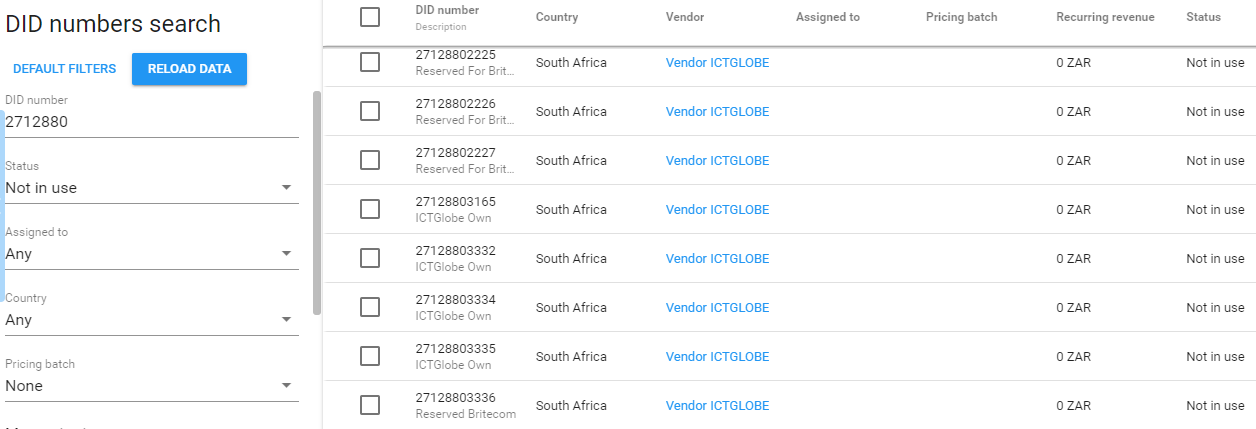 DID numbers search
DEFAULT FILTERS RELOAD DATA
DID number
2712880
Status
Not in use
Assigned to
Any
Country
Any
Pricing batch
None
DID number Country Vendor Assigned to Pricing batch Recurring revenue Status
Description
27128802225 South Africa Vendor ICTGLOBE 0 ZAR Not in use
Reserved For Brit...
27128802226 South Africa Vendor ICTGLOBE 0 ZAR Not in use
Reserved For Brit...
27128802227 South Africa Vendor ICTGLOBE 0 ZAR Not in use
Reserved For Brit...
27128803165 South Africa Vendor ICTGLOBE 0 ZAR Not in use
ICTGlobe Own
27128803332 South Africa Vendor ICTGLOBE 0 ZAR Not in use
ICTGlobe Own
27128803334 South Africa Vendor ICTGLOBE 0 ZAR Not in use
ICTGlobe Own
27128803335 South Africa Vendor ICTGLOBE 0 ZAR Not in use
ICTGlobe Own
27128803336 South Africa Vendor ICTGLOBE 0 ZAR Not in use
Reserved Britecom